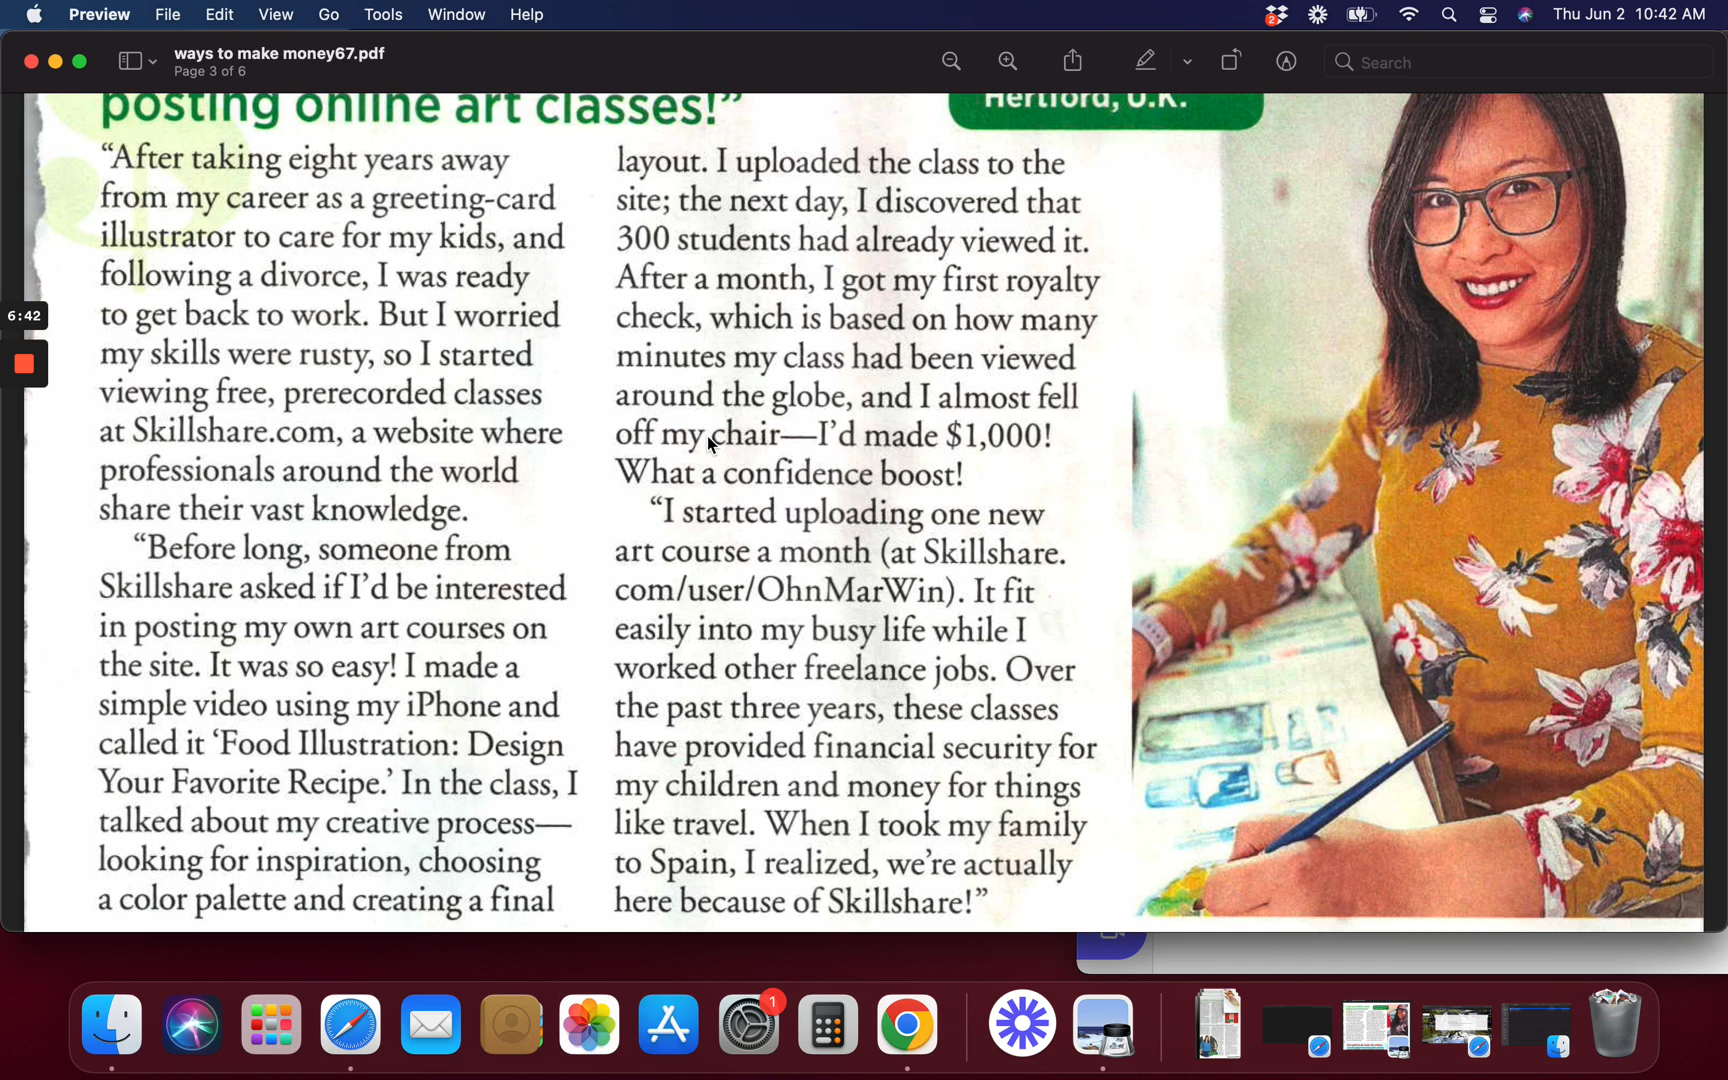 Preview File Edit View Go Tools Window Help
2
Thu Jun 2 10:42 AM
ways to make money67.pdf
Page 3 of 6
Search
posting online art classes!”
Hertford, U.K.
“After taking eight years away
from my career as a greeting-card
illustrator to care for my kids, and
following a divorce, I was ready
to get back to work. But I worried
my skills were rusty, so I started
viewing free, prerecorded classes
at Skillshare.com, a website where
professionals around the world
share their vast knowledge.
“Before long, someone from
Skillshare asked if I’d be interested
in posting my own art courses on
the site. It was so easy! I made a
simple video using my iPhone and
called it ‘Food Illustration: Design
Your Favorite Recipe.’ In the class, I
talked about my creative process—
looking for inspiration, choosing
a color palette and creating a final
layout. I uploaded the class to the
site; the next day, I discovered that
300 students had already viewed it.
After a month, I got my first royalty
check, which is based on how many
minutes my class had been viewed
around the globe, and I almost fell
off my chair—I’d made $1,000!
What a confidence boost!
“I started uploading one new
art course a month (at Skillshare.
com/user/OhnMarWin). It fit
easily into my busy life while I
worked other freelance jobs. Over
the past three years, these classes
have provided financial security for
my children and money for things
like travel. When I took my family
to Spain, I realized, we’re actually
here because of Skillshare!”
6:42
1